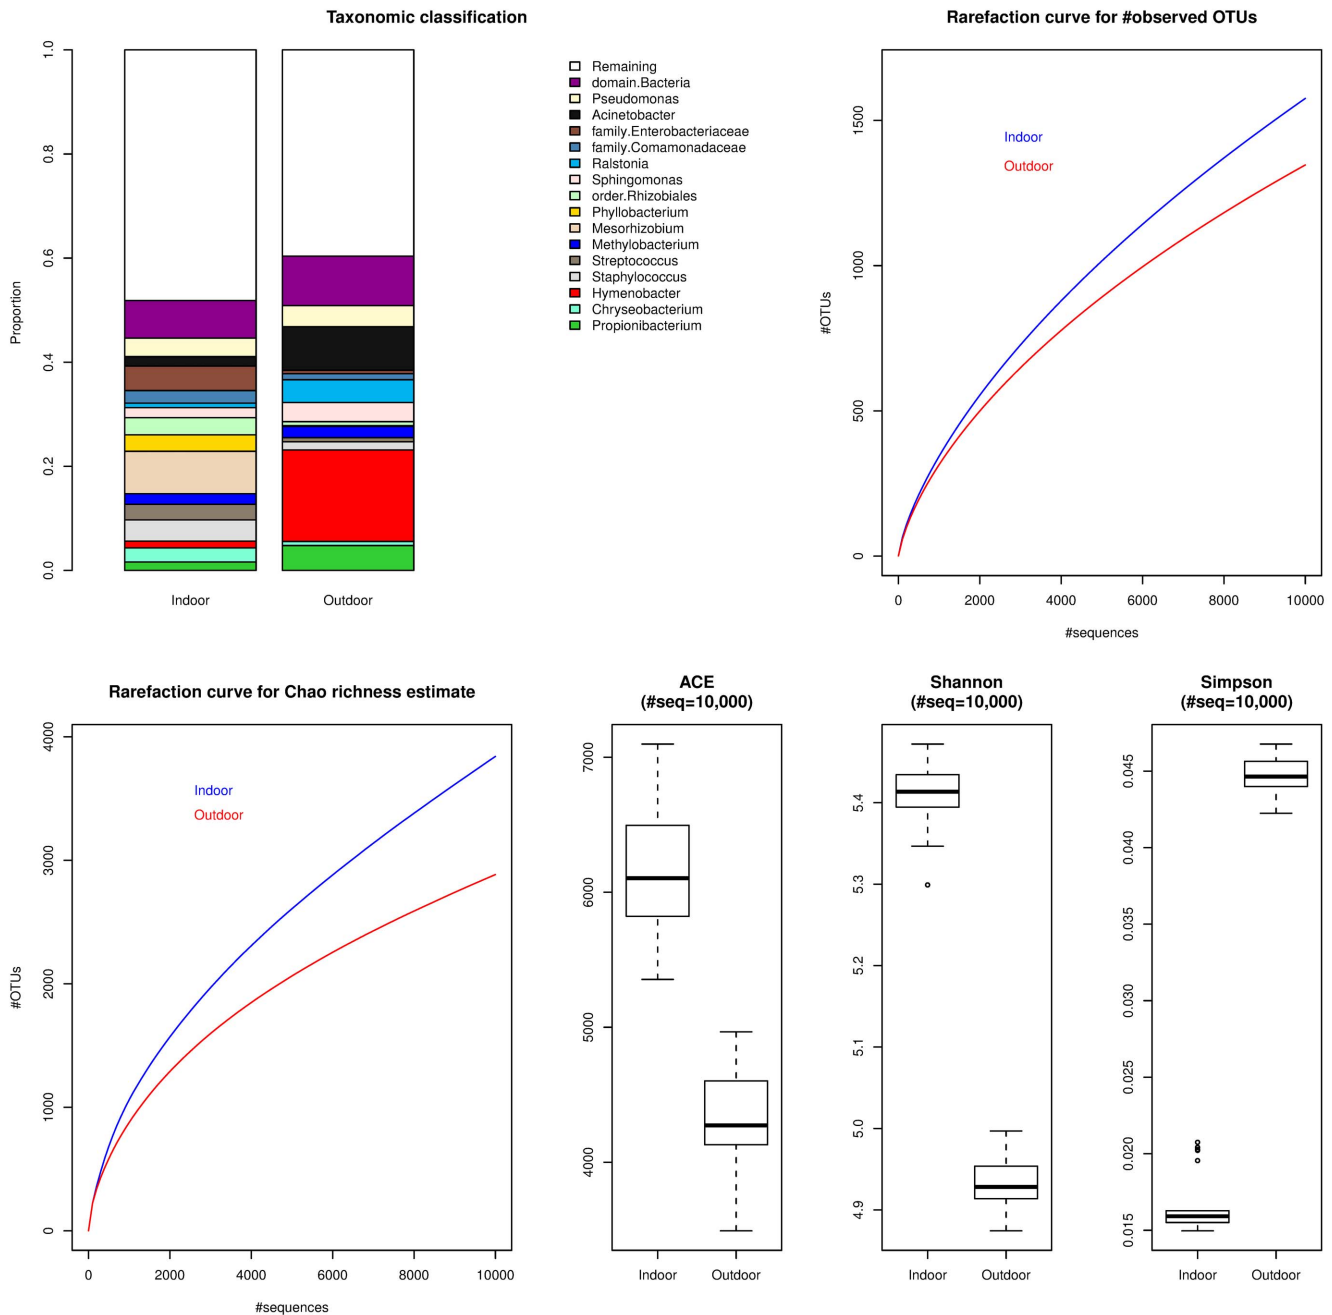 Taxonomic classification
Proportion
1.0
0.8
0.6
0.4
0.2
0.0
Indoor
Outdoor
Remaining
domain.Bacteria
Pseudomonas
Acinetobacter
family.Enterobacteriaceae
family.Comamonadaceae
Ralstonia
Sphingomonas
order.Rhizobiales
Phyllobacterium
Mesorhizobium
Methylobacterium
Streptococcus
Staphylococcus
Hymenobacter
Chryseobacterium
Propionibacterium
Rarefaction curve for #observed OTUs
#OTUs
1500
1000
500
0
Indoor
Outdoor
0 2000 4000 6000 8000 10000
#sequences
Rarefaction curve for Chao richness estimate
#OTUs
4000
3000
2000
1000
0
Indoor
Outdoor
0 2000 4000 6000 8000 10000
#sequences
ACE
(#seq=10,000)
7000
6000
5000
4000
Indoor Outdoor
Shannon
(#seq=10,000)
5.4
5.3
5.2
5.1
5.0
4.9
Indoor Outdoor
Simpson
(#seq=10,000)
0.045
0.040
0.035
0.030
0.025
0.020
0.015
Indoor Outdoor